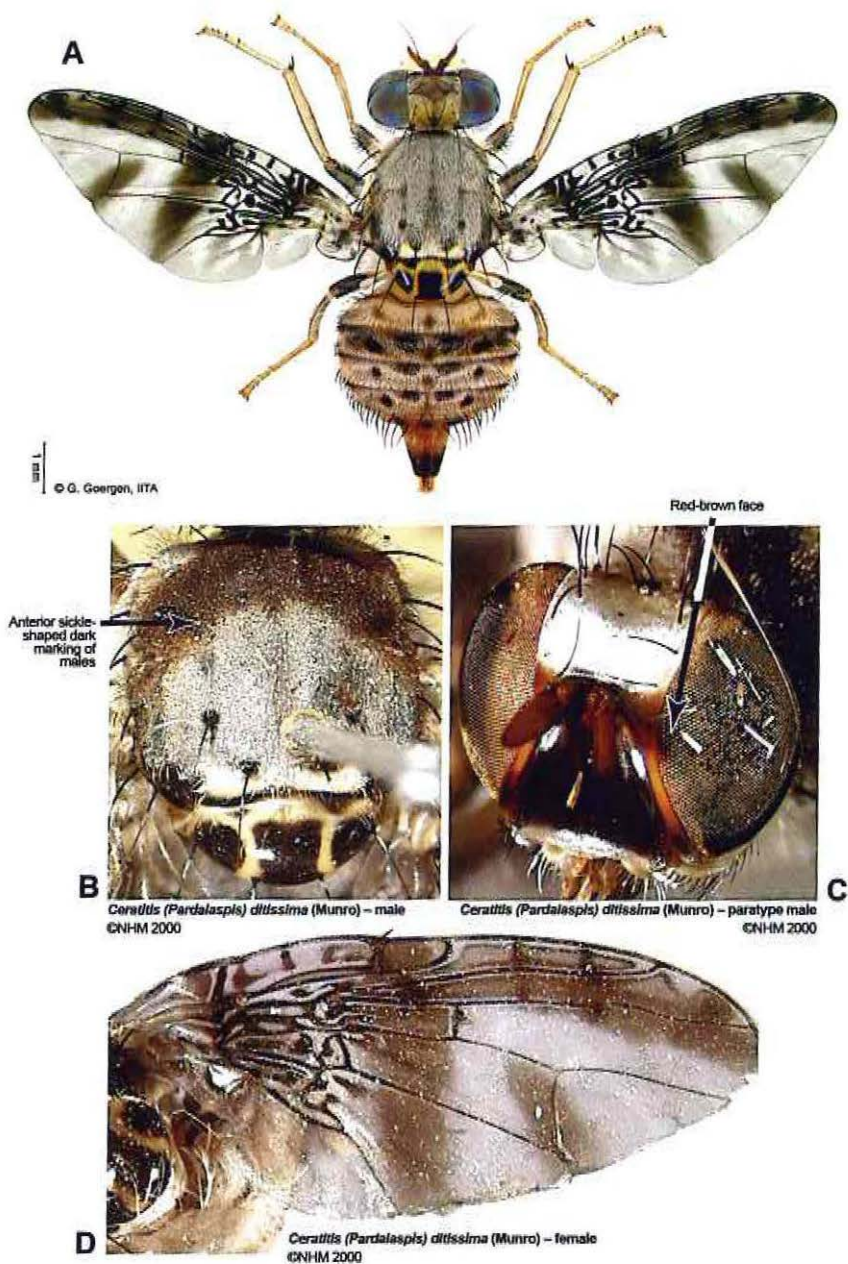 A
1 mm
© G. Goergen, IITA
Red-brown face
Anterior sickle-
shaped dark
marking of
males
B
C
Ceratitis (Pardalaspis) ditissima (Munro) – male
©NHM 2000
Ceratitis (Pardalaspis) ditissima (Munro) – paratype male
©NHM 2000
D
Ceratitis (Pardalaspis) ditissima (Munro) – female
©NHM 2000